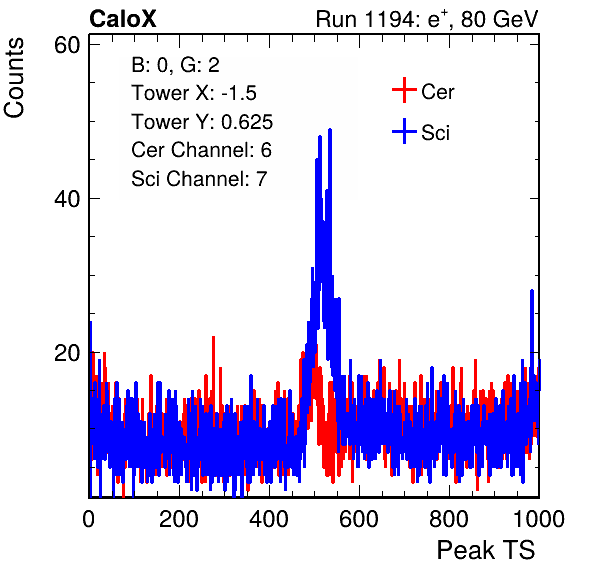 CaloX
Run 1194: e+, 80 GeV
Counts
B: 0, G: 2
Tower X: -1.5
Tower Y: 0.625
Cer Channel: 6
Sci Channel: 7
Cer
Sci
60
40
20
0 200 400 600 800 1000
Peak TS